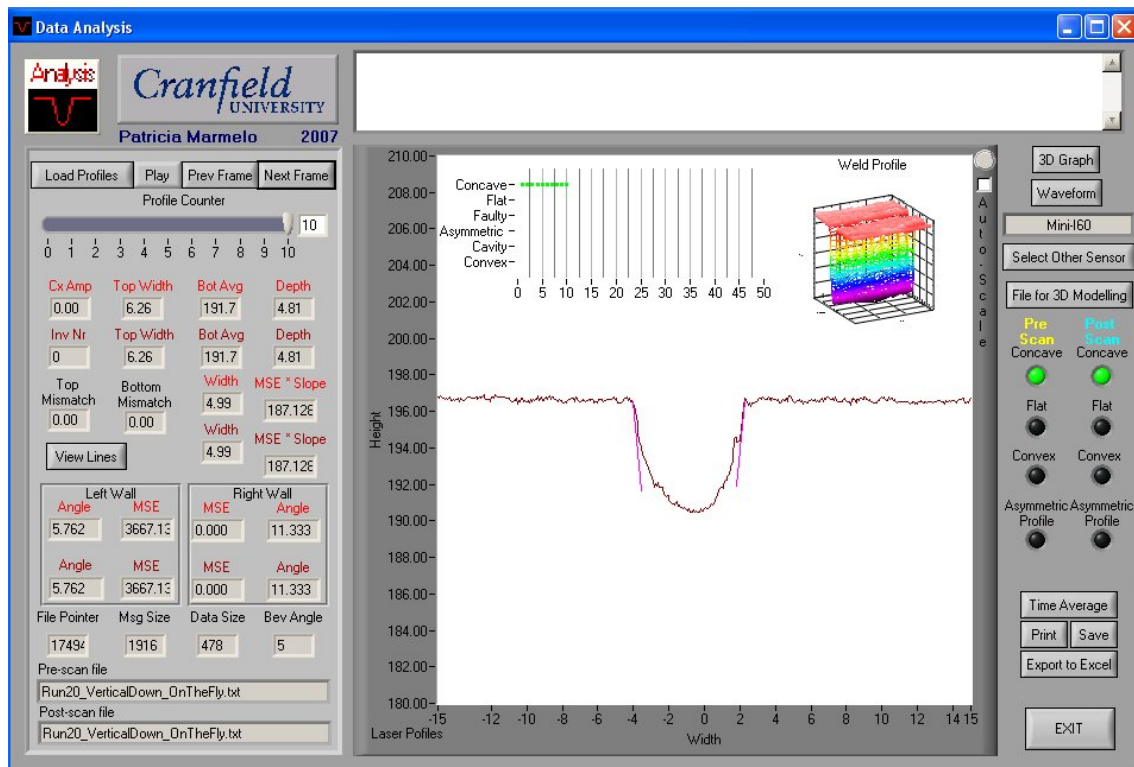 Data Analysis
Analysis
Cranfield
UNIVERSITY
Patricia Marmelo 2007
Load Profiles Play Prev Frame Next Frame
Profile Counter
10
0 1 2 3 4 5 6 7 8 9 10
Cx Amp Top Width Bot Avg Depth
0.00 6.26 191.7 4.81
Inv Nr Top Width Bot Avg Depth
0 6.26 191.7 4.81
Top Mismatch Bottom Mismatch Width MSE * Slope
0.00 0.00 4.99 187.128
Width MSE * Slope
4.99 187.128
View Lines
Left Wall Right Wall
Angle MSE MSE Angle
5.762 3667.13 0.000 11.333
Angle MSE MSE Angle
5.762 3667.13 0.000 11.333
File Pointer Msg Size Data Size Bev Angle
1916 478 5
Pre-scan file
Run20_VerticalDown_OnTheFly.txt
Post-scan file
Run20_VerticalDown_OnTheFly.txt
210.00
208.00
206.00
204.00
202.00
200.00
198.00
196.00
194.00
192.00
190.00
188.00
186.00
184.00
182.00
180.00
Height
-15 -12 -10 -8 -6 -4 -2 0 2 4 6 8 10 12 14 15
Laser Pofiles
Width
Concave
Flat
Faulty
Asymmetric
Cavity
Convex
0 5 10 15 20 25 30 35 40 45 50
Weld Profile
Auto-Scale
3D Graph
Waveform
Mini-I60
Select Other Sensor
File for 3D Modelling
Pre Post
Scan Scan
Concave Concave
Flat Flat
Convex Convex
Asymmetric Asymmetric
Profile Profile
Time Average
Print Save
Export to Excel
EXIT